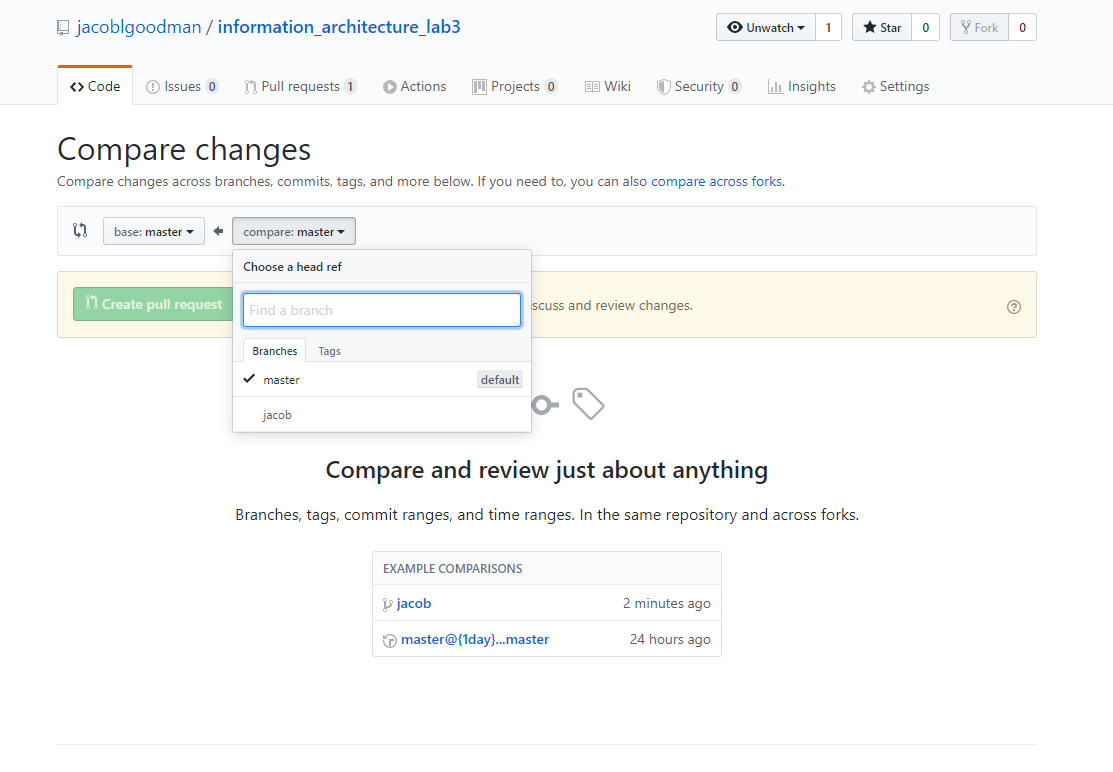 jacoblgoodman / information_architecture_lab3
Unwatch 1 Star 0 Fork 0
Code Issues 0 Pull requests 1 Actions Projects 0 Wiki Security 0 Insights Settings
Compare changes
Compare changes across branches, commits, tags, and more below. If you need to, you can also compare across forks.
base: master compare: master
Choose a head ref
Create pull request scuss and review changes.
Find a branch
Branches Tags
master default
jacob
Compare and review just about anything
Branches, tags, commit ranges, and time ranges. In the same repository and across forks.
EXAMPLE COMPARISONS
jacob 2 minutes ago
master@{1day}...master 24 hours ago